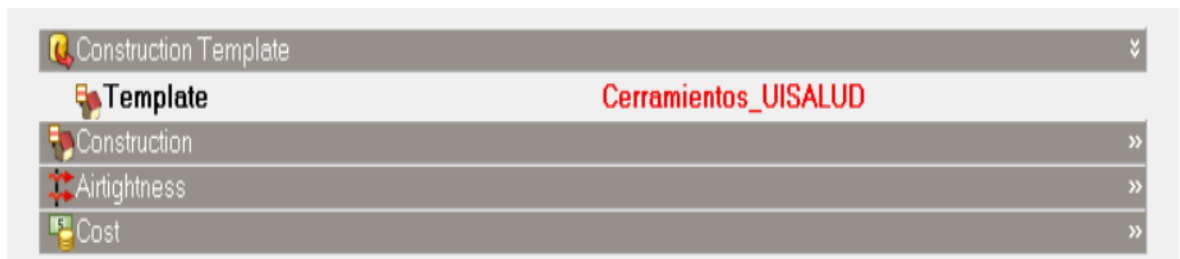 Construction Template
Template Cerramientos_UISALUD
Construction
Airtightness
Cost